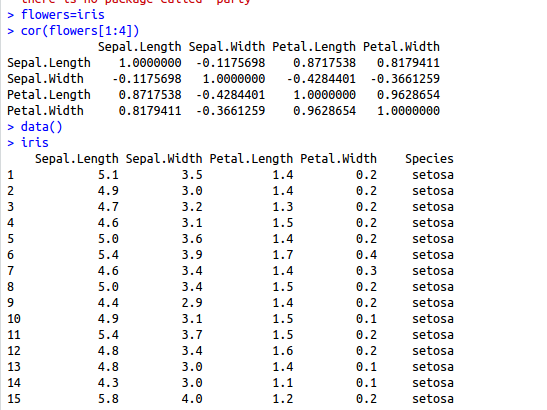 there is no package called 'party'
> flowers=iris
> cor(flowers[1:4])
Sepal.Length Sepal.Width Petal.Length Petal.Width
Sepal.Length 1.0000000 -0.1175698 0.8717538 0.8179411
Sepal.Width -0.1175698 1.0000000 -0.4284401 -0.3661259
Petal.Length 0.8717538 -0.4284401 1.0000000 0.9628654
Petal.Width 0.8179411 -0.3661259 0.9628654 1.0000000
> data()
> iris
Sepal.Length Sepal.Width Petal.Length Petal.Width Species
1 5.1 3.5 1.4 0.2 setosa
2 4.9 3.0 1.4 0.2 setosa
3 4.7 3.2 1.3 0.2 setosa
4 4.6 3.1 1.5 0.2 setosa
5 5.0 3.6 1.4 0.2 setosa
6 5.4 3.9 1.7 0.4 setosa
7 4.6 3.4 1.4 0.3 setosa
8 5.0 3.4 1.5 0.2 setosa
9 4.4 2.9 1.4 0.2 setosa
10 4.9 3.1 1.5 0.1 setosa
11 5.4 3.7 1.5 0.2 setosa
12 4.8 3.4 1.6 0.2 setosa
13 4.8 3.0 1.4 0.1 setosa
14 4.3 3.0 1.1 0.1 setosa
15 5.8 4.0 1.2 0.2 setosa